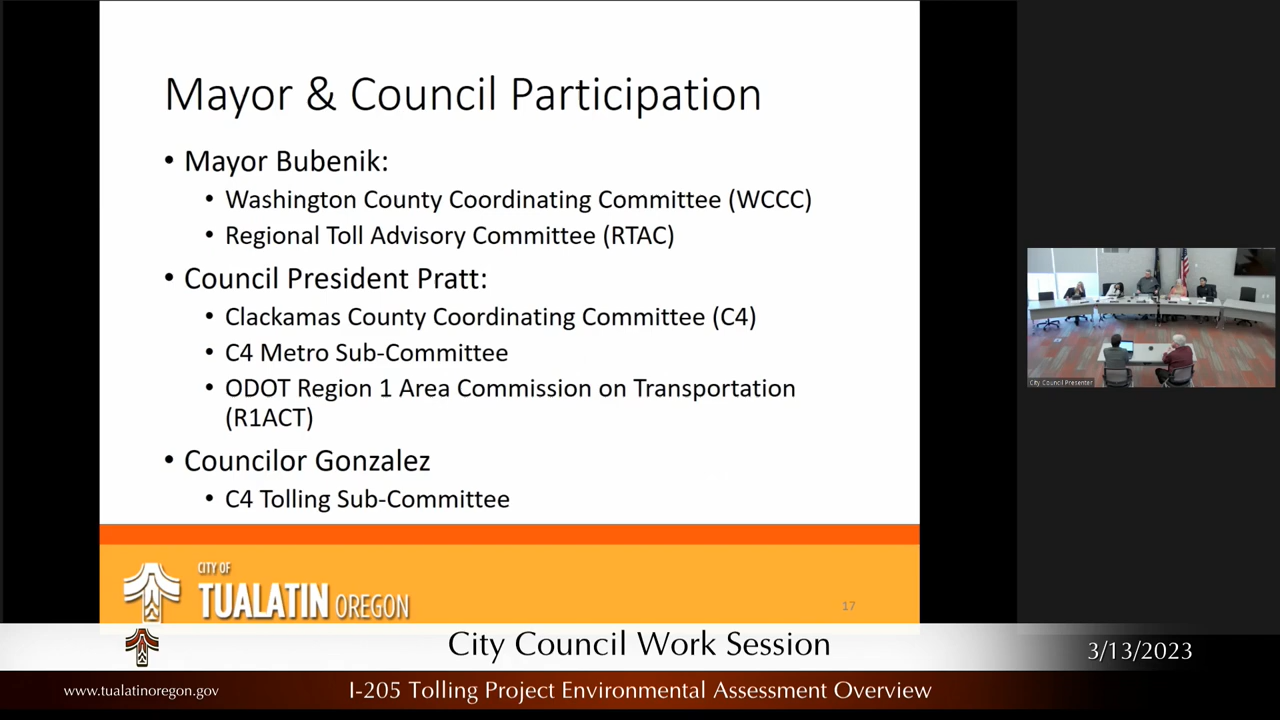 Mayor & Council Participation
• Mayor Bubenik:
• Washington County Coordinating Committee (WCCC)
• Regional Toll Advisory Committee (RTAC)
• Council President Pratt:
• Clackamas County Coordinating Committee (C4)
• C4 Metro Sub-Committee
• ODOT Region 1 Area Commission on Transportation
(R1ACT)
• Councilor Gonzalez
• C4 Tolling Sub-Committee
CITY OF
TUALATIN OREGON
17
City Council Presenter
City Council Work Session
3/13/2023
www.tualatinoregon.gov
I-205 Tolling Project Environmental Assessment Overview